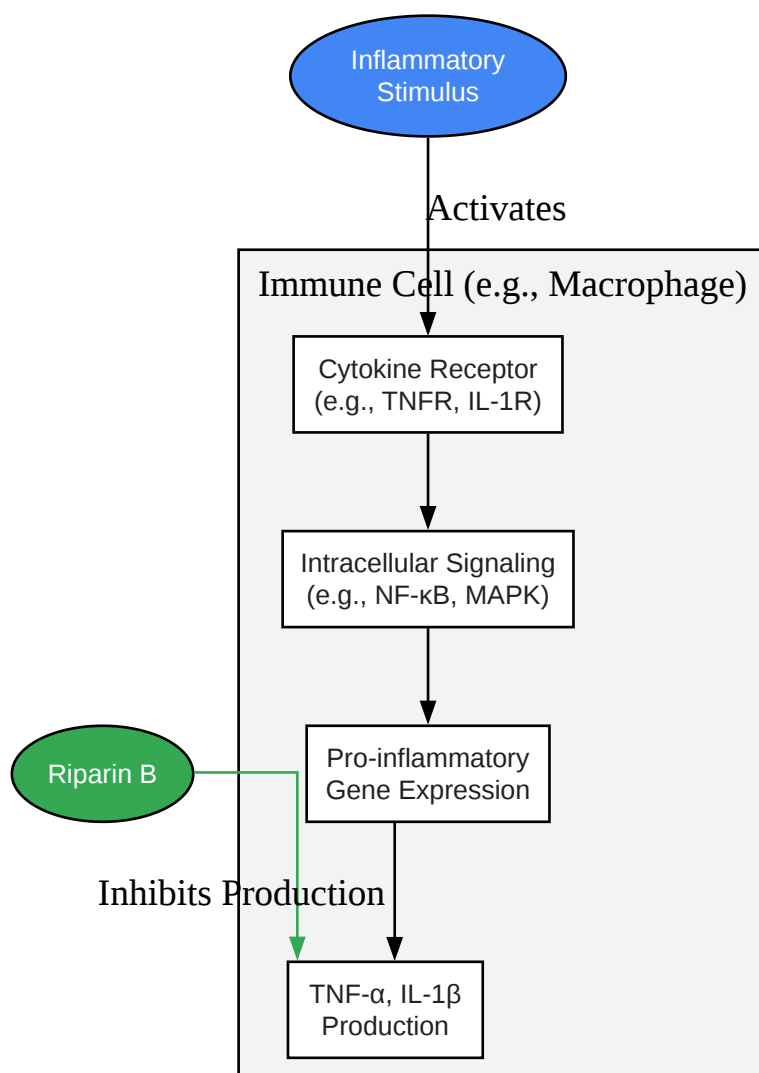 Inflammatory
Stimulus
Activates
Immune Cell (e.g., Macrophage)
Cytokine Receptor
(e.g., TNFR, IL-1R)
Intracellular Signaling
(e.g., NF-κB, MAPK)
Pro-inflammatory
Gene Expression
Riparin B
Inhibits Production
TNF-α, IL-1β
Production